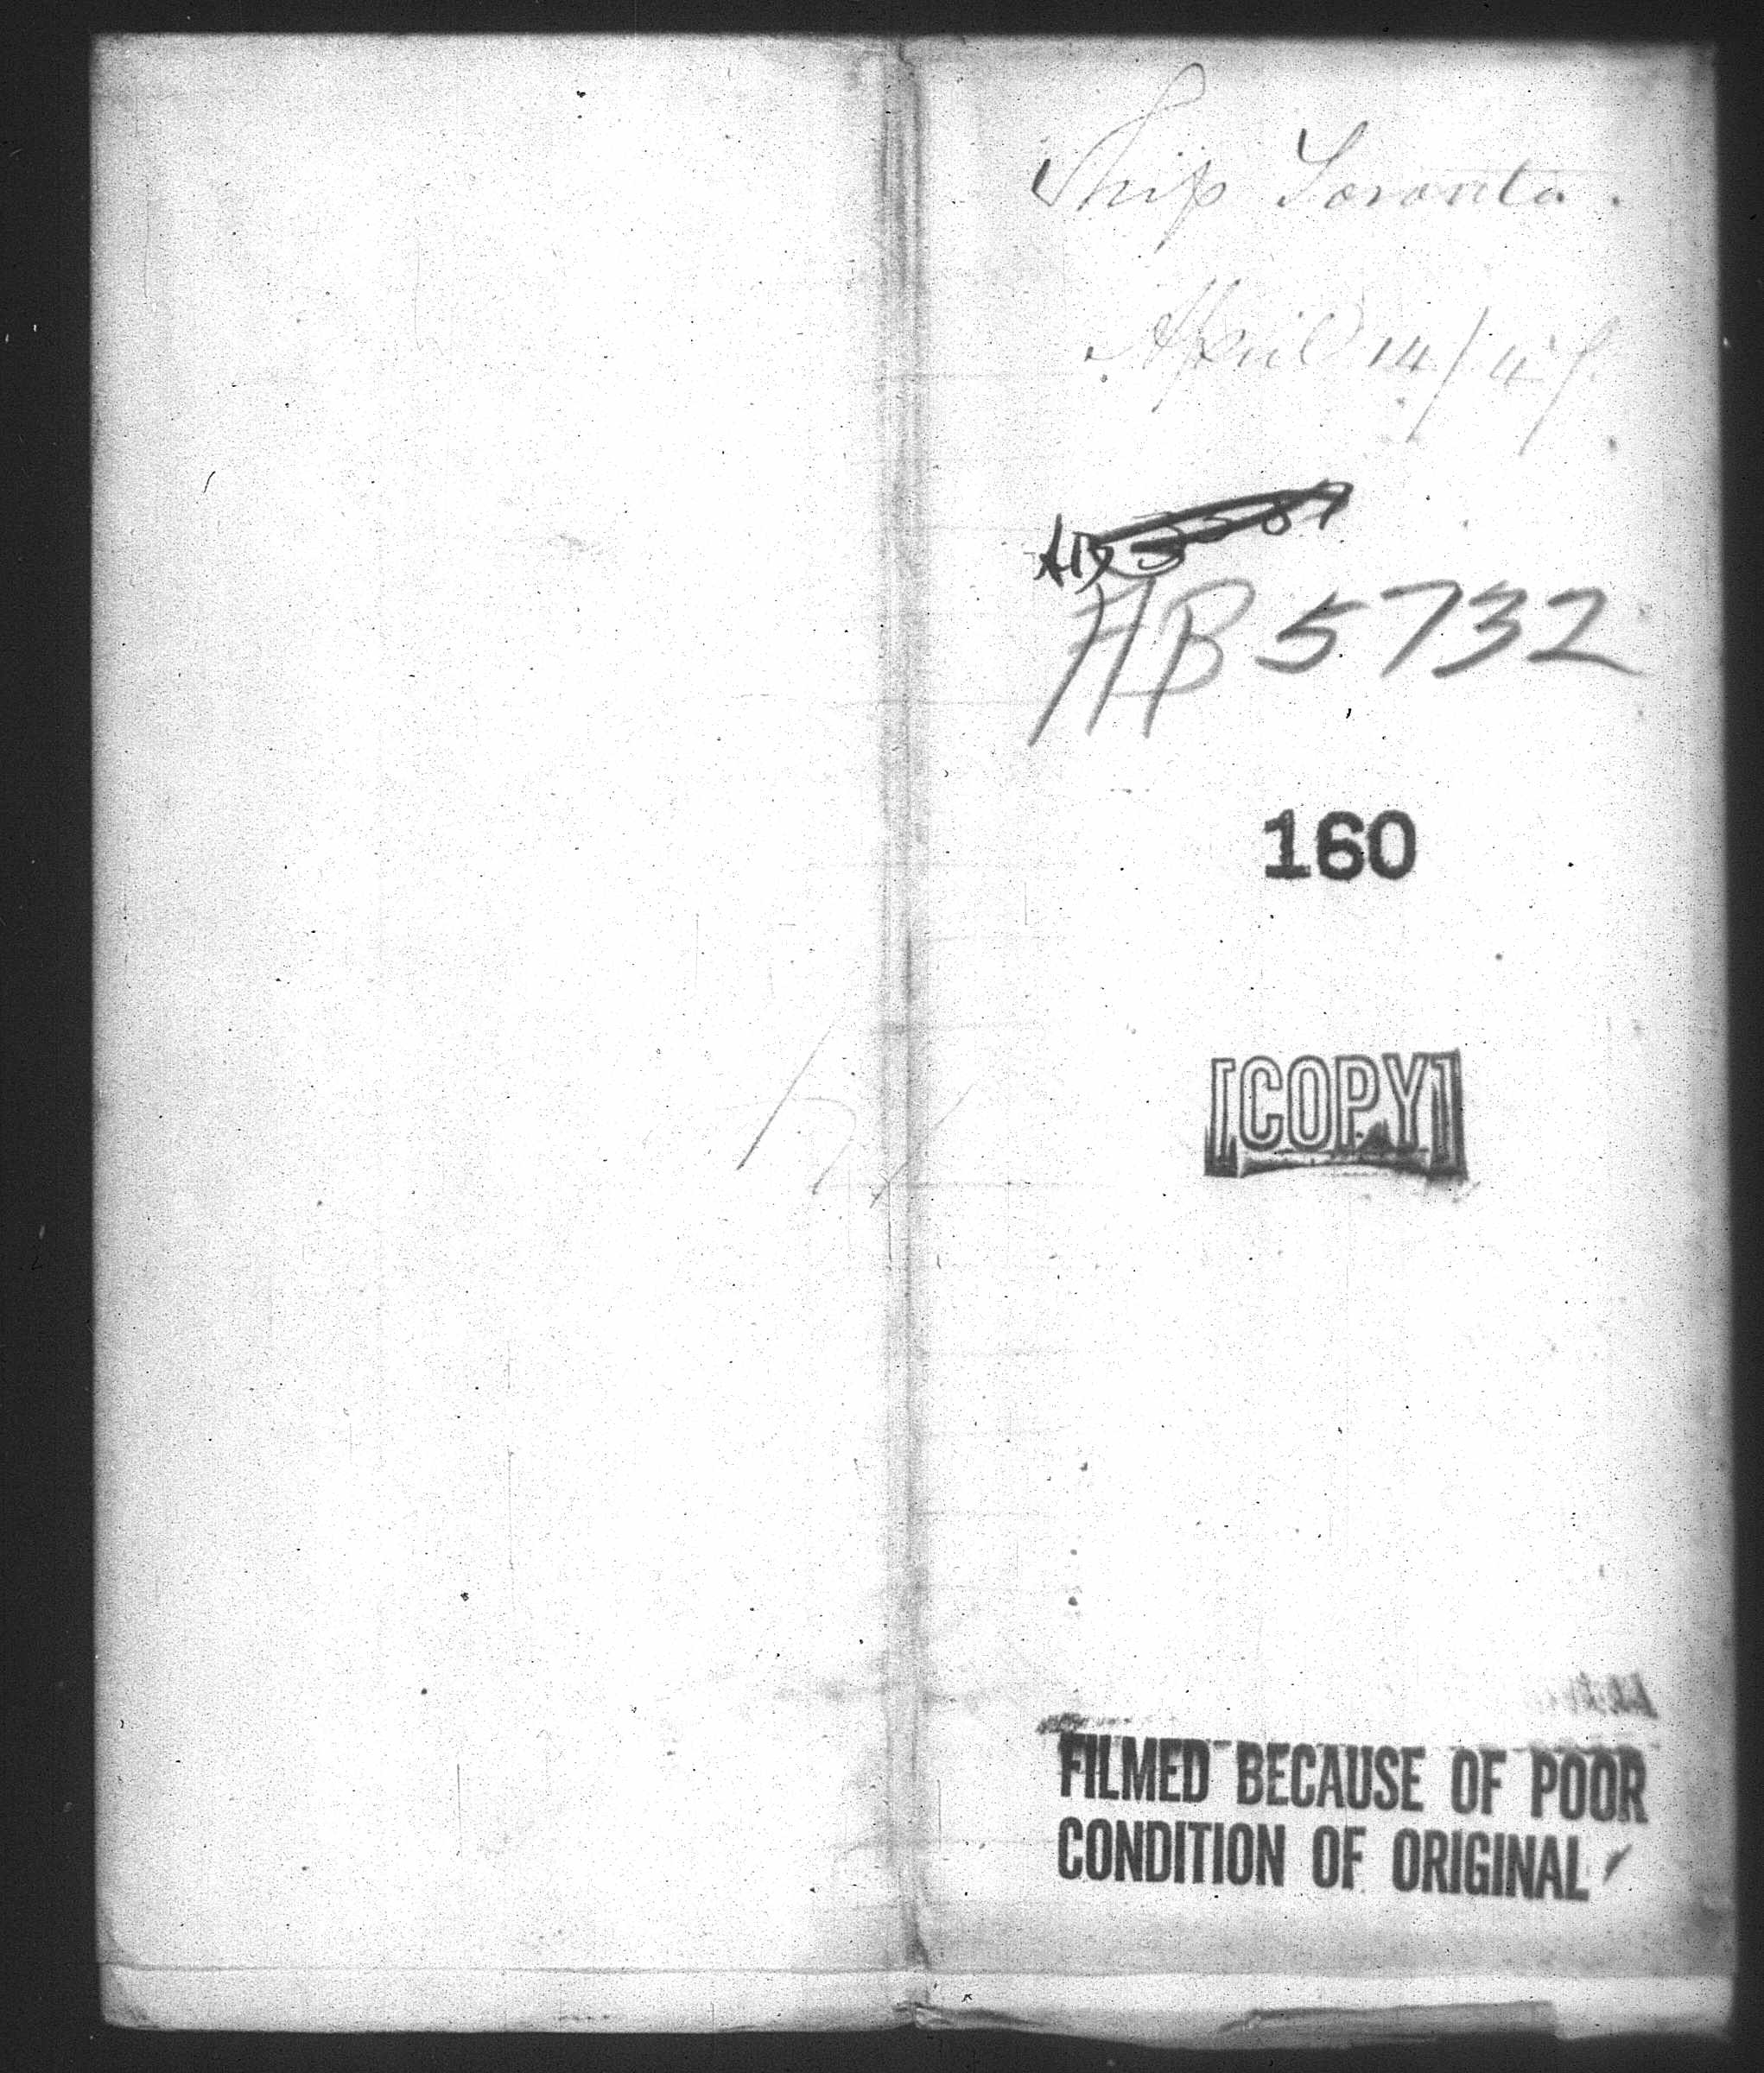 Ship Toronto.
April 14/47.
HB 5732
160
[COPY]
FILMED BECAUSE OF POOR
CONDITION OF ORIGINAL